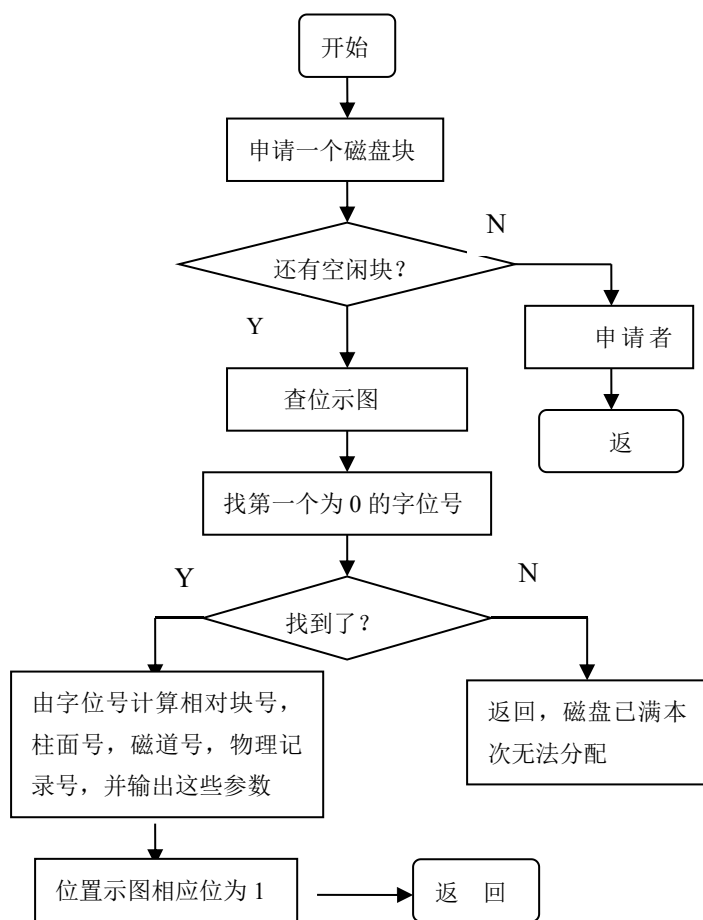 开始
申请一个磁盘块
N
还有空闲块？
Y
申请者
查位示图
返
找第一个为 0 的字位号
Y
N
找到了？
由字位号计算相对块号，
柱面号，磁道号，物理记
录号，并输出这些参数
返回，磁盘已满本
次无法分配
位置示图相应位为 1
返 回